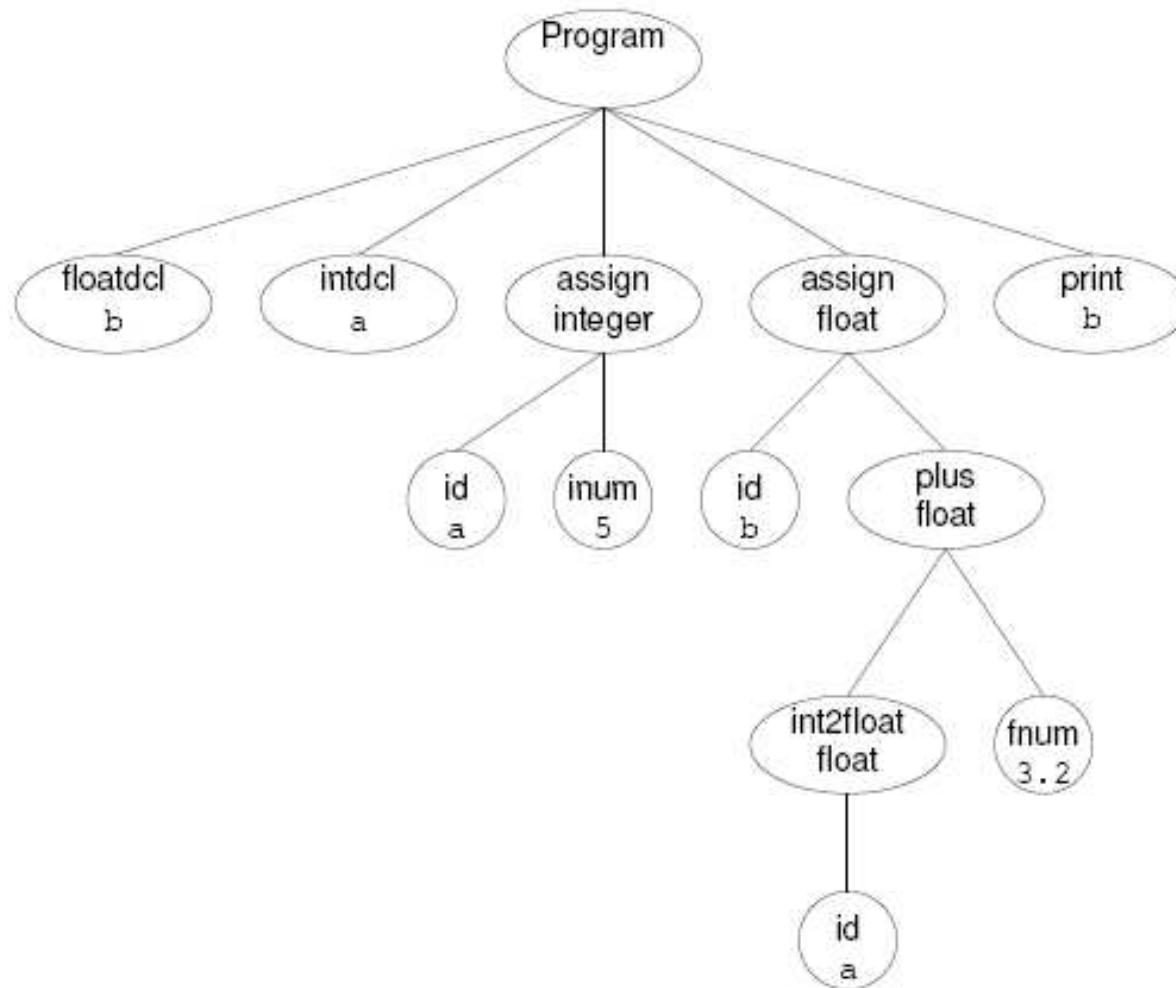 Program
floatdcl
b
intdcl
a
assign
integer
assign
float
print
b
id
a
inum
5
id
b
plus
float
int2float
float
fnum
3.2
id
a